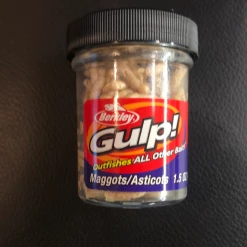 Berkley
Gulp!
Outfishes ALL Other Bait!
Maggots/Asticots 1.5 OZ